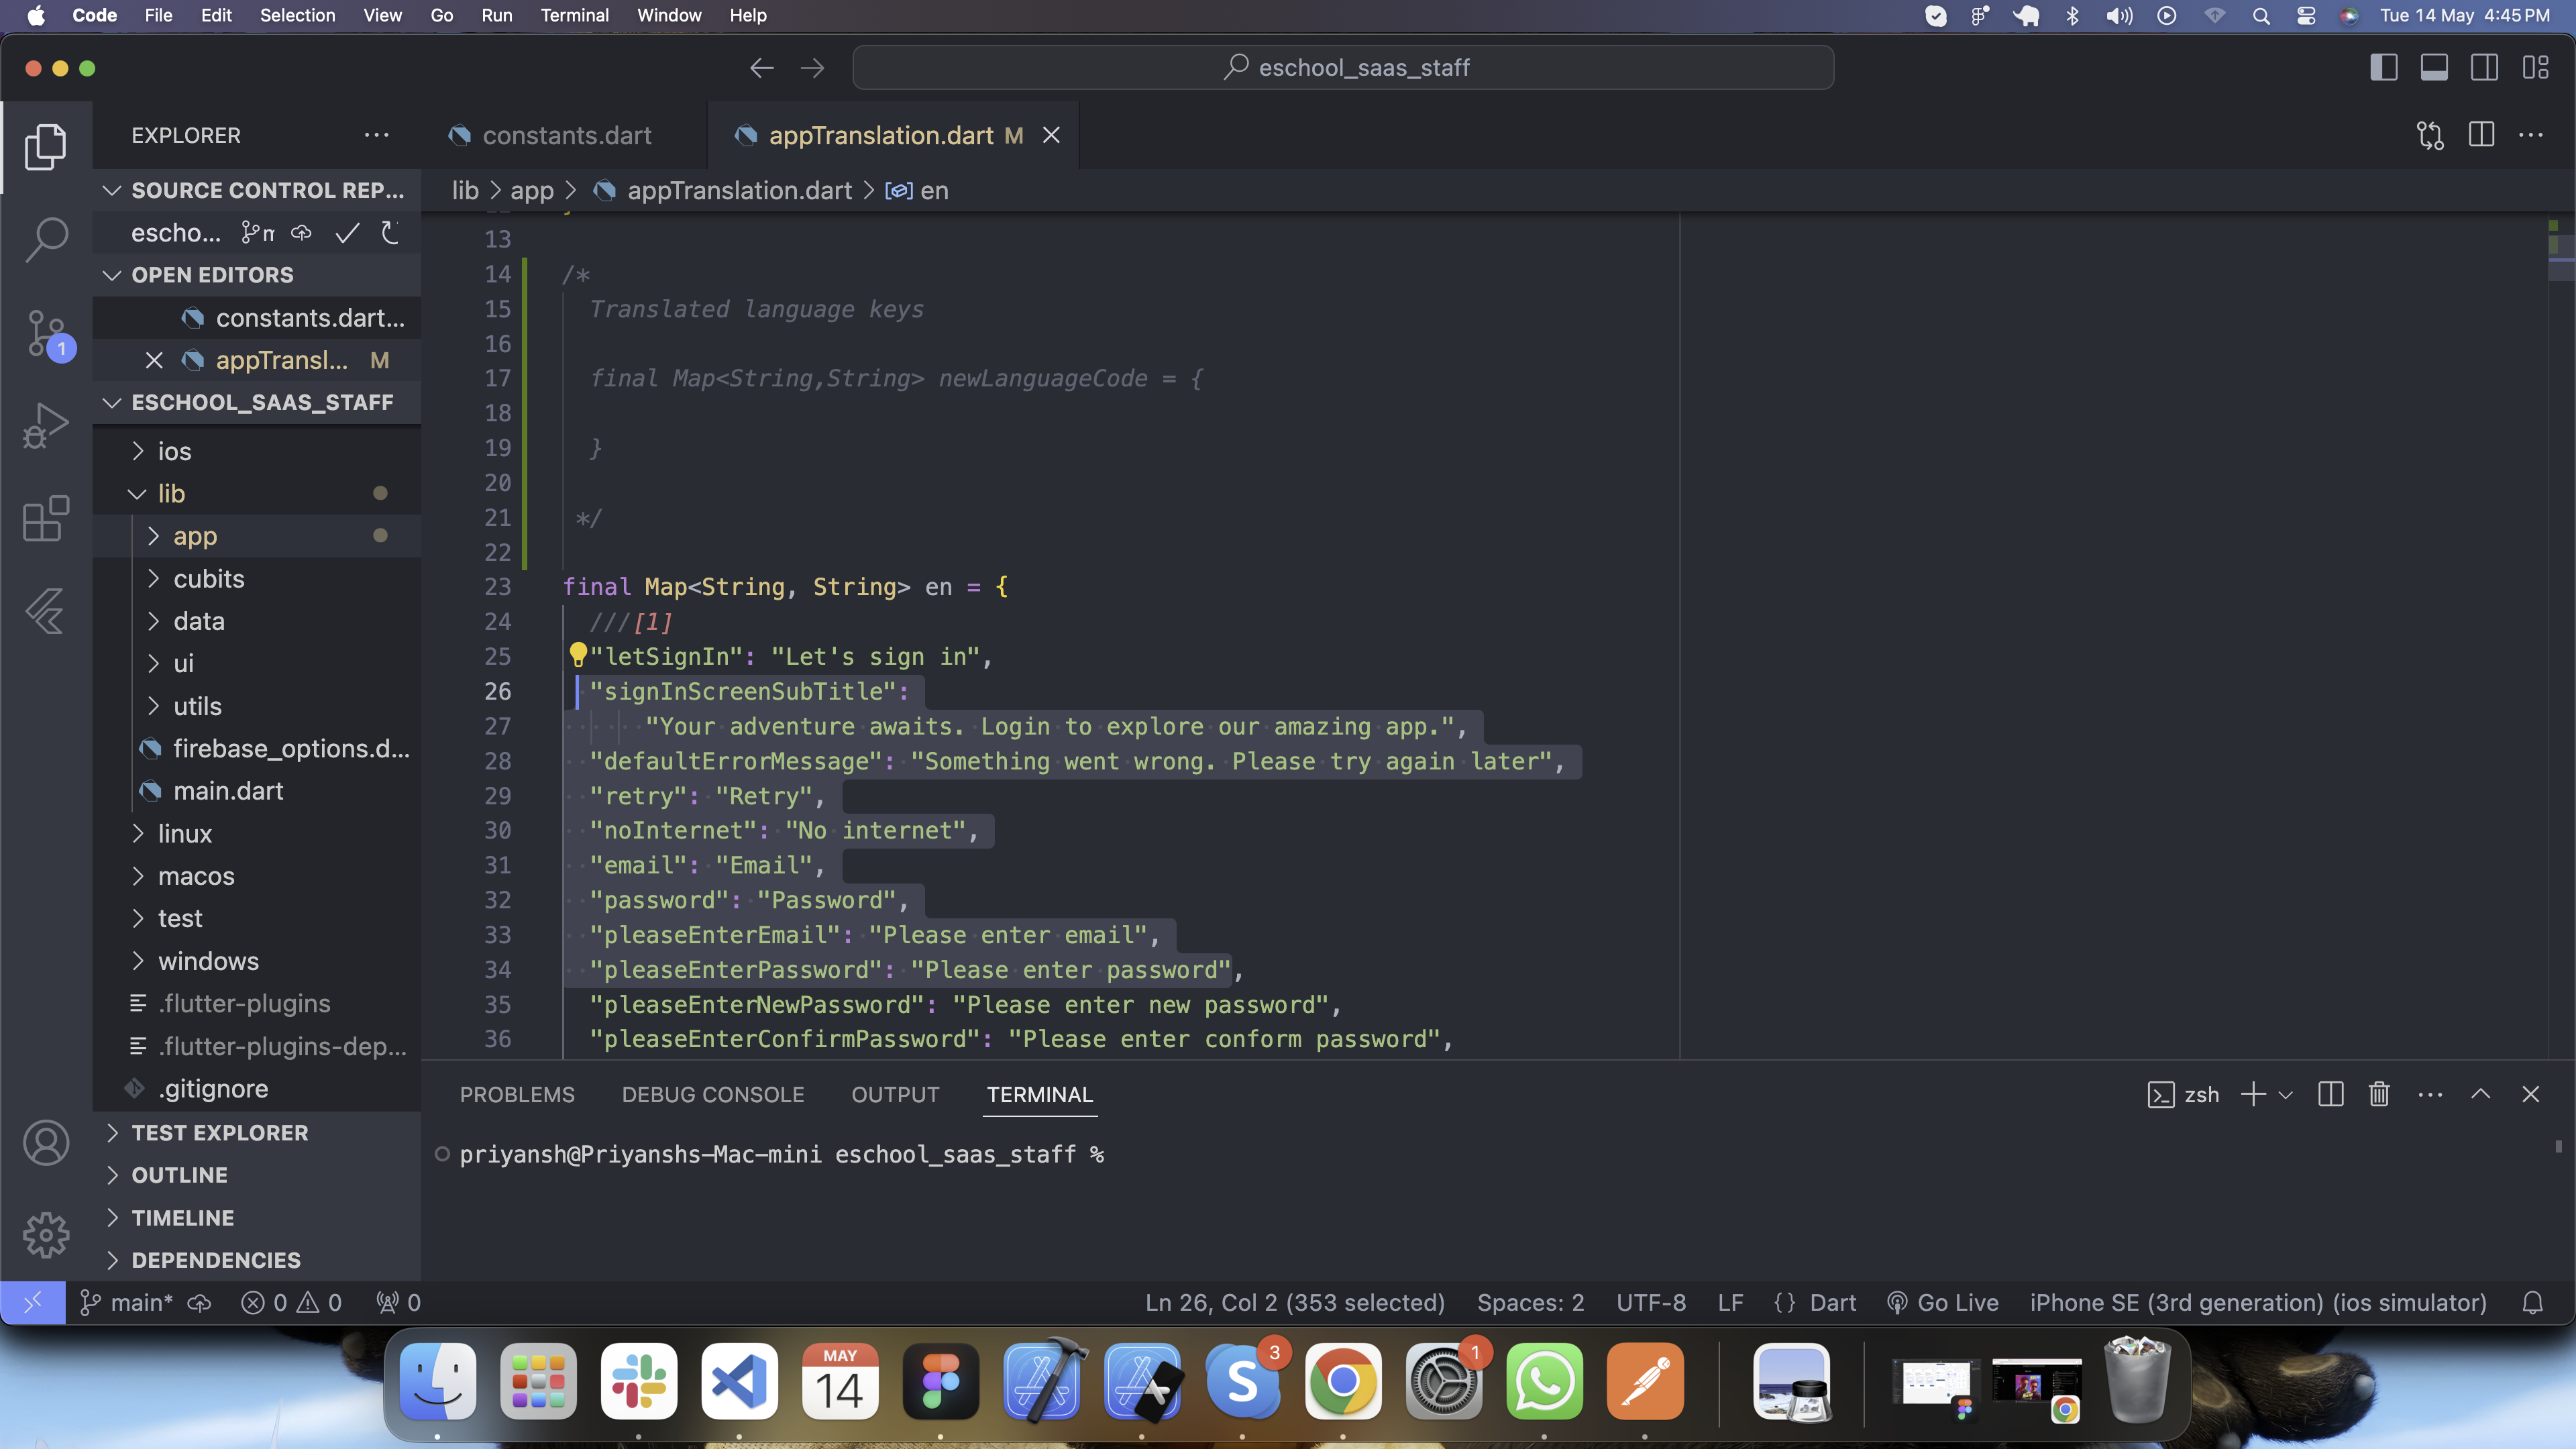 Code File Edit Selection View Go Run Terminal Window Help Tue 14 May 4:45 PM
eschool_saas_staff
EXPLORER constants.dart appTranslation.dart M
SOURCE CONTROL REP... lib > app > appTranslation.dart > en
escho...
OPEN EDITORS
constants.dart...
appTransl... M
1
ESCHOOL_SAAS_STAFF
ios
lib
app
cubits
data
ui
utils
firebase_options.d...
main.dart
linux
macos
test
windows
.flutter-plugins
.flutter-plugins-dep...
.gitignore
TEST EXPLORER
OUTLINE
TIMELINE
DEPENDENCIES
13
14 /*
15 Translated language keys
16
17 final Map<String,String> newLanguageCode = {
18
19 }
20
21 */
22
23 final Map<String, String> en = {
24 ///[1]
25 "letSignIn": "Let's sign in",
26 "signInScreenSubTitle":
27 "Your adventure awaits. Login to explore our amazing app.",
28 "defaultErrorMessage": "Something went wrong. Please try again later",
29 "retry": "Retry",
30 "noInternet": "No internet",
31 "email": "Email",
32 "password": "Password",
33 "pleaseEnterEmail": "Please enter email",
34 "pleaseEnterPassword": "Please enter password",
35 "pleaseEnterNewPassword": "Please enter new password",
36 "pleaseEnterConfirmPassword": "Please enter conform password",
PROBLEMS DEBUG CONSOLE OUTPUT TERMINAL zsh
priyansh@Priyanshs-Mac-mini eschool_saas_staff %
main* 0 0 0 Ln 26, Col 2 (353 selected) Spaces: 2 UTF-8 LF {} Dart Go Live iPhone SE (3rd generation) (ios simulator)
MAY
14
3
1